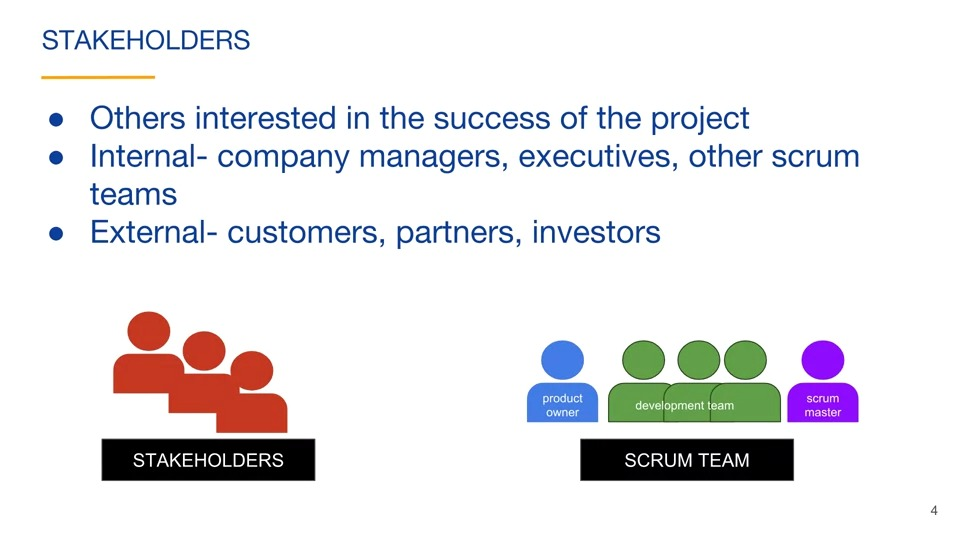 STAKEHOLDERS
● Others interested in the success of the project
● Internal- company managers, executives, other scrum
teams
● External- customers, partners, investors
product
owner
development team
scrum
master
STAKEHOLDERS
SCRUM TEAM
4